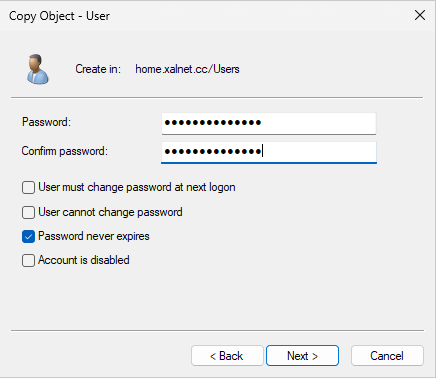 Copy Object - User
Create in: home.xalnet.cc/Users
Password: ●●●●●●●●●●●●●●
Confirm password: ●●●●●●●●●●●●●●
User must change password at next logon
User cannot change password
Password never expires
Account is disabled
< Back Next > Cancel